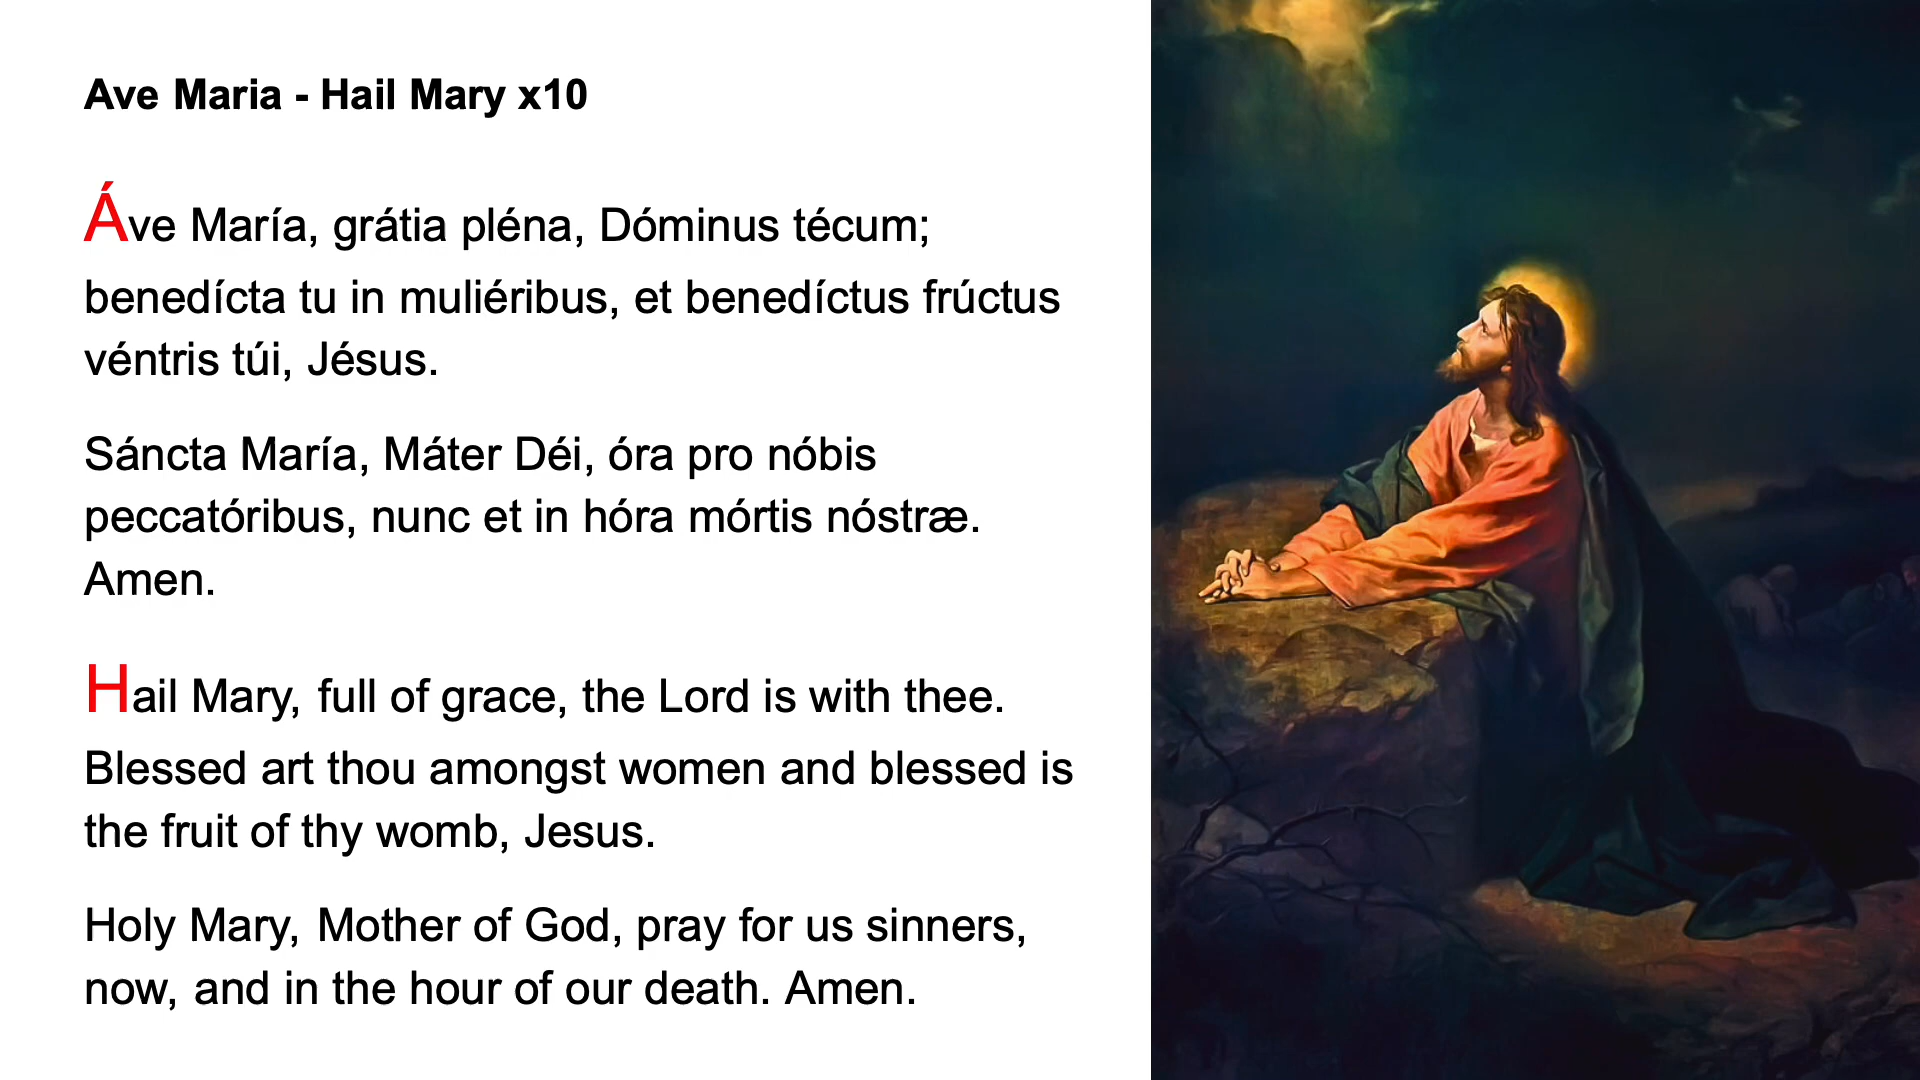 Ave Maria - Hail Mary x10
Áve María, grátia pléna, Dóminus técum;
benedícta tu in muliéribus, et benedíctus frúctus
véntris túi, Jésus.
Sáncta María, Máter Déi, óra pro nóbis
peccatóribus, nunc et in hóra mórtis nóstræ.
Amen.
Hail Mary, full of grace, the Lord is with thee.
Blessed art thou amongst women and blessed is
the fruit of thy womb, Jesus.
Holy Mary, Mother of God, pray for us sinners,
now, and in the hour of our death. Amen.